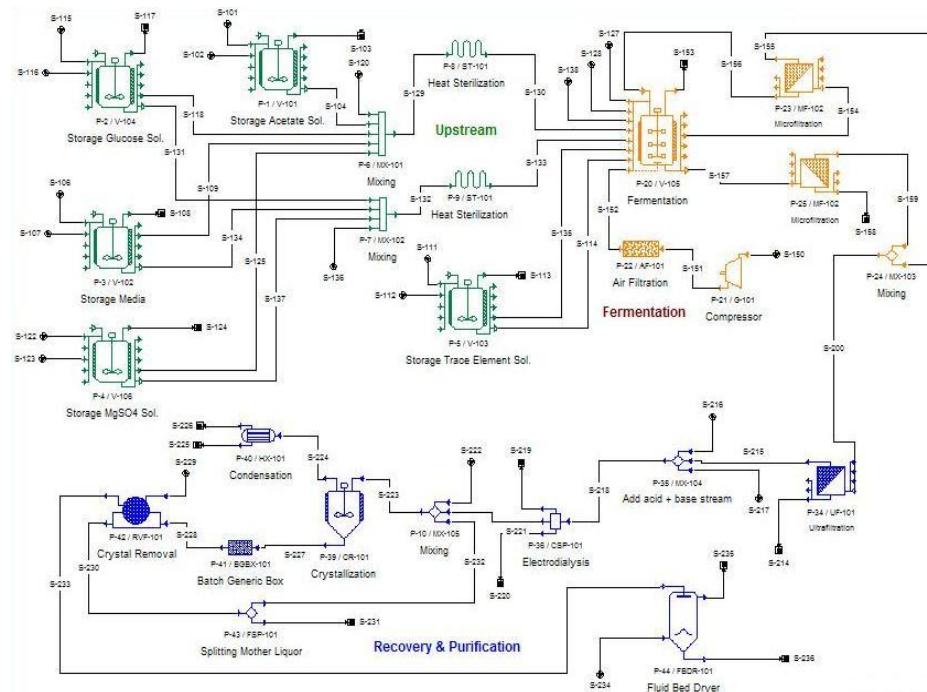 S-115
S-117
S-101
S-116
S-102
S-103
S-120
P-2 / V-104
Storage Glucose Sol.
S-118
S-131
P-1 / V-101
Storage Acetate Sol.
S-104
S-129
P-8 / ST-101
Heat Sterilization
S-130
Upstream
P-6 / MX-101
Mixing
S-127
S-128
S-138
S-153
S-155
S-156
P-23 / MF-102
Microfiltration
S-154
P-20 / V-105
Fermentation
S-157
P-25 / MF-102
Microfiltration
S-158
S-159
S-106
S-107
S-108
S-109
S-134
S-125
S-137
P-3 / V-102
Storage Media
P-7 / MX-102
Mixing
S-132
P-9 / ST-101
Heat Sterilization
S-133
S-136
S-111
S-112
S-113
P-5 / V-103
Storage Trace Element Sol.
S-135
S-114
S-152
P-22 / AF-101
Air Filtration
S-151
P-21 / G-101
Compressor
S-150
Fermentation
P-24 / MX-103
Mixing
S-200
S-122
S-123
S-124
P-4 / V-106
Storage MgSO4 Sol.
S-226
S-225
P-40 / HX-101
Condensation
S-224
S-229
P-42 / RVF-101
Crystal Removal
S-228
P-41 / BGBX-101
Batch Generic Box
S-227
P-39 / CR-101
Crystallization
S-223
S-222
P-10 / MX-105
Mixing
S-232
S-221
S-219
S-220
P-36 / CSP-101
Electrodialysis
S-218
S-216
P-35 / MX-104
Add acid + base stream
S-217
S-215
P-34 / UF-101
Ultrafiltration
S-214
S-233
S-230
P-43 / FSP-101
Splitting Mother Liquor
S-231
Recovery & Purification
S-234
S-235
P-44 / FBDR-101
Fluid Bed Dryer
S-236